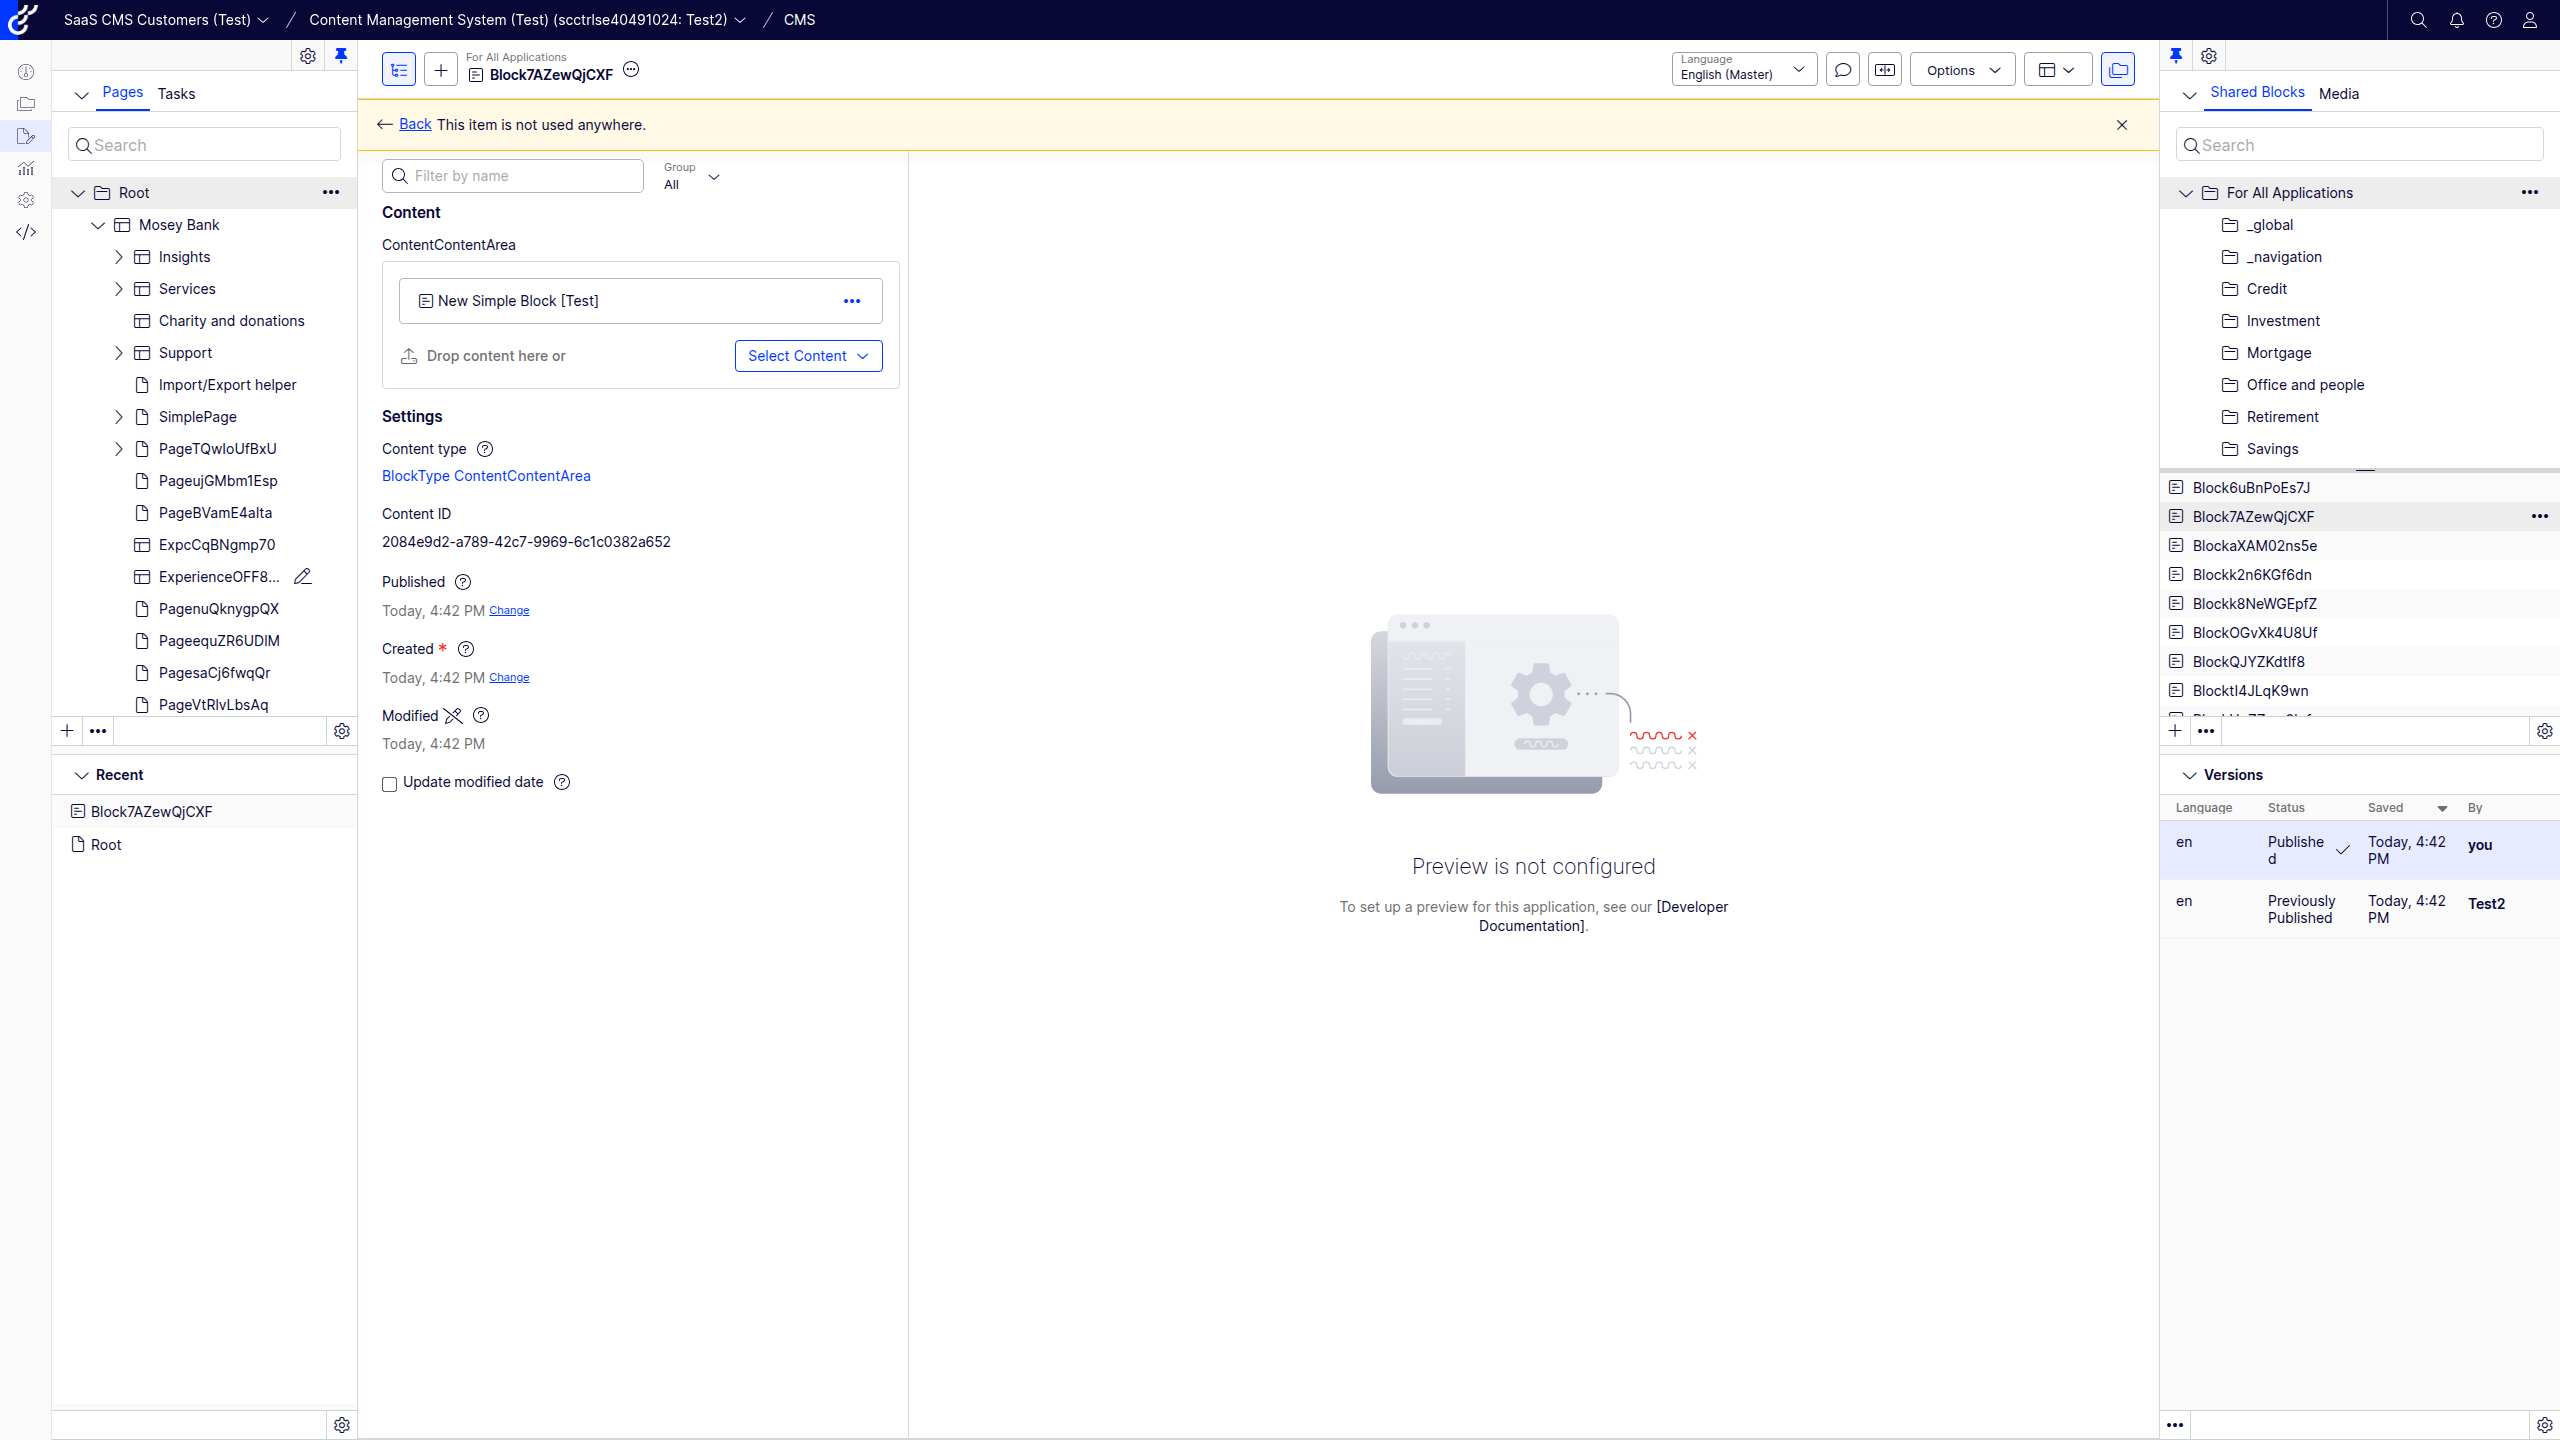 SaaS CMS Customers (Test)
Content Management System (Test) (scctrlse40491024: Test2)
CMS
Pages
Tasks
Search
Root
Mosey Bank
Insights
Services
Charity and donations
Support
Import/Export helper
SimplePage
PageTQwIoUfBxU
PageujGMbm1Esp
PageBVamE4aIta
ExpcCqBNgmp70
ExperienceOFF8...
PagenuQknygpQX
PageequZR6UDIM
PagesaCj6fwqQr
PageVtRIvLbsAq
Recent
Block7AZewQjCXF
Root
For All Applications
Block7AZewQjCXF
Language
English (Master)
Options
Back This item is not used anywhere.
Filter by name
Group
All
Content
ContentContentArea
New Simple Block [Test]
Drop content here or
Select Content
Settings
Content type
BlockType ContentContentArea
Content ID
2084e9d2-a789-42c7-9969-6c1c0382a652
Published
Today, 4:42 PM Change
Created *
Today, 4:42 PM Change
Modified
Today, 4:42 PM
Update modified date
Preview is not configured
To set up a preview for this application, see our [Developer
Documentation].
Shared Blocks
Media
Search
For All Applications
_global
_navigation
Credit
Investment
Mortgage
Office and people
Retirement
Savings
Block6uBnPoEs7J
Block7AZewQjCXF
BlockaXAM02ns5e
Blockk2n6KGf6dn
Blockk8NeWGEpfZ
BlockOGvXk4U8Uf
BlockQJYZKdtIf8
BlocktI4JLqK9wn
Versions
Language Status Saved By
en Publishe Today, 4:42 you
d PM
en Previously Today, 4:42 Test2
Published PM